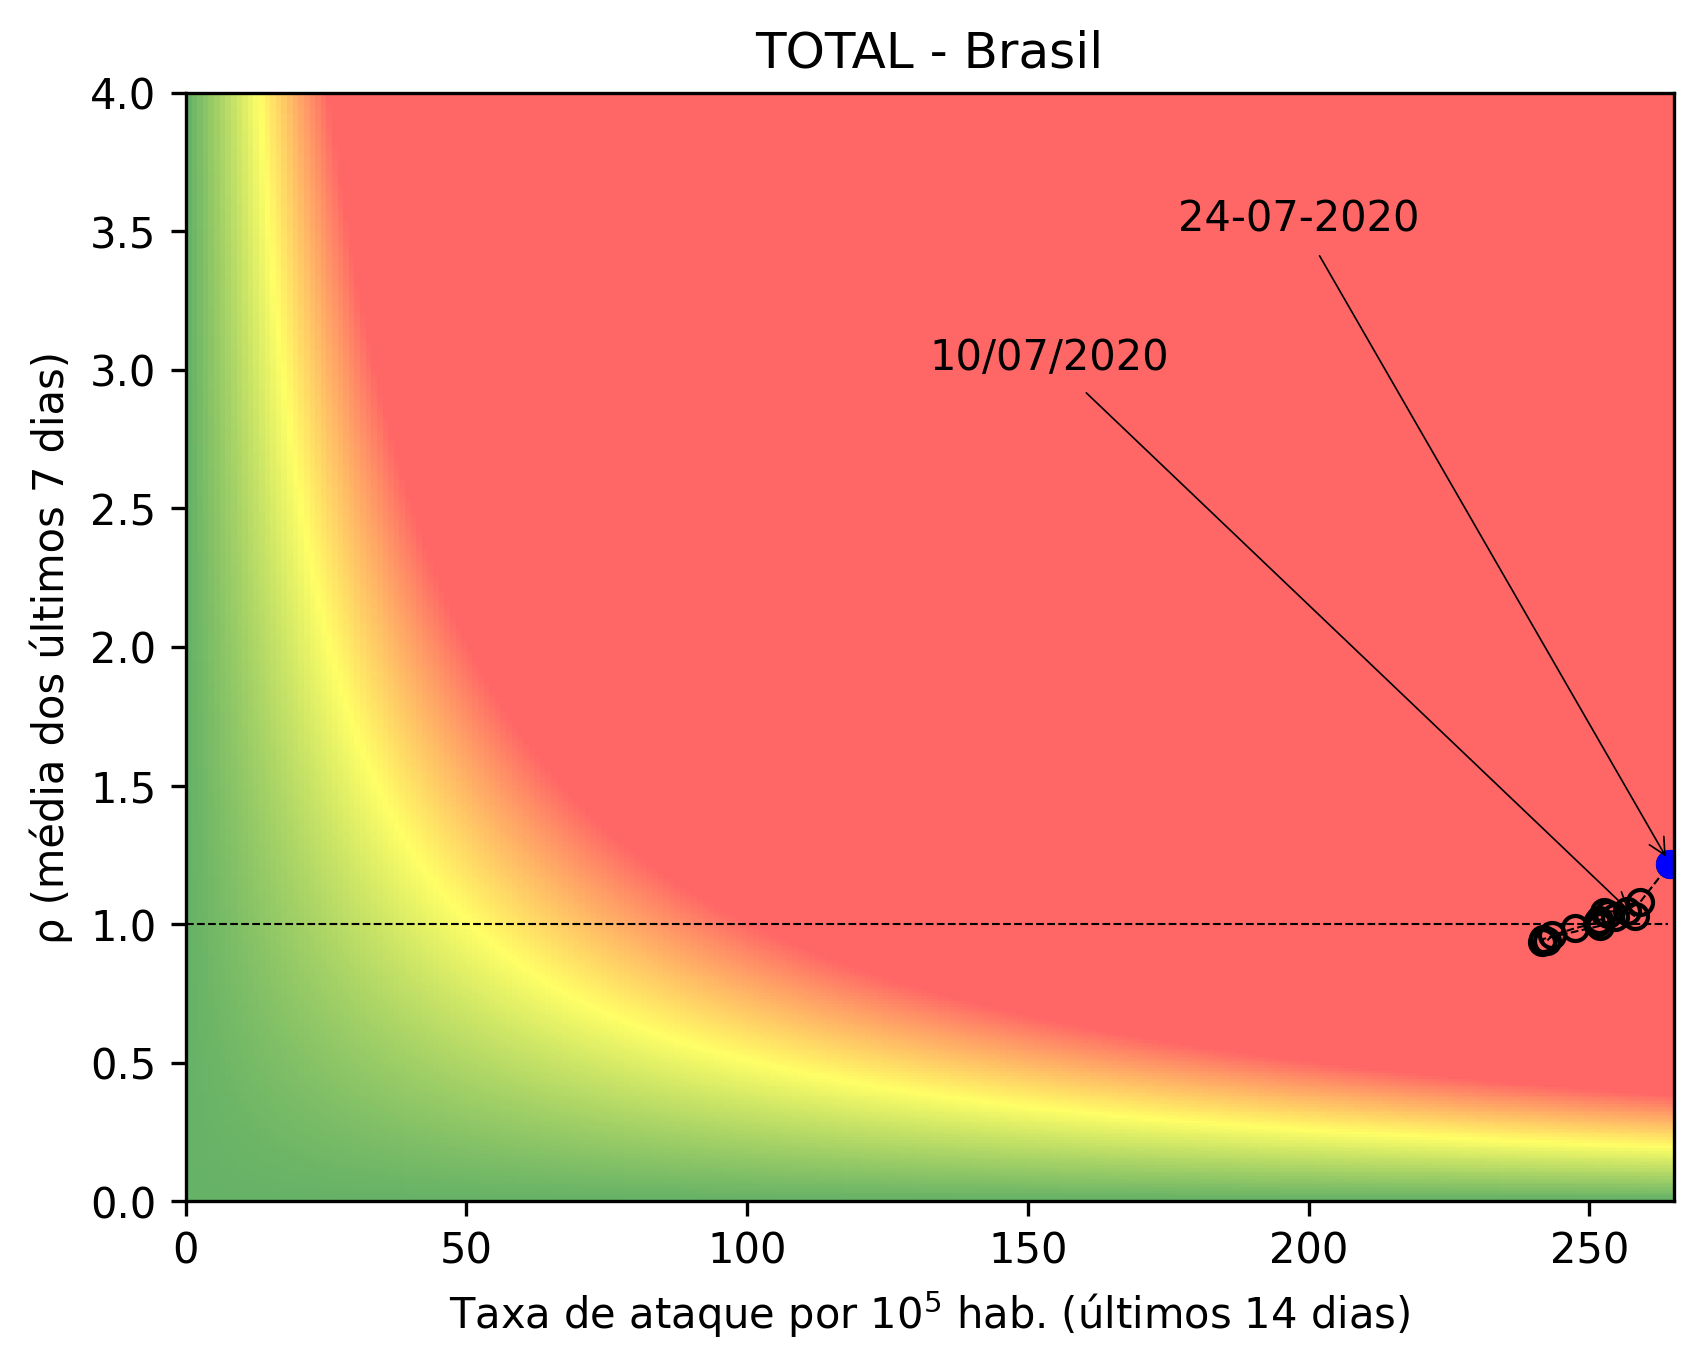 TOTAL - Brasil
4.0
3.5
3.0
2.5
2.0
1.5
1.0
0.5
0.0
ρ (média dos últimos 7 dias)
24-07-2020
10/07/2020
0 50 100 150 200 250
Taxa de ataque por 10⁵ hab. (últimos 14 dias)